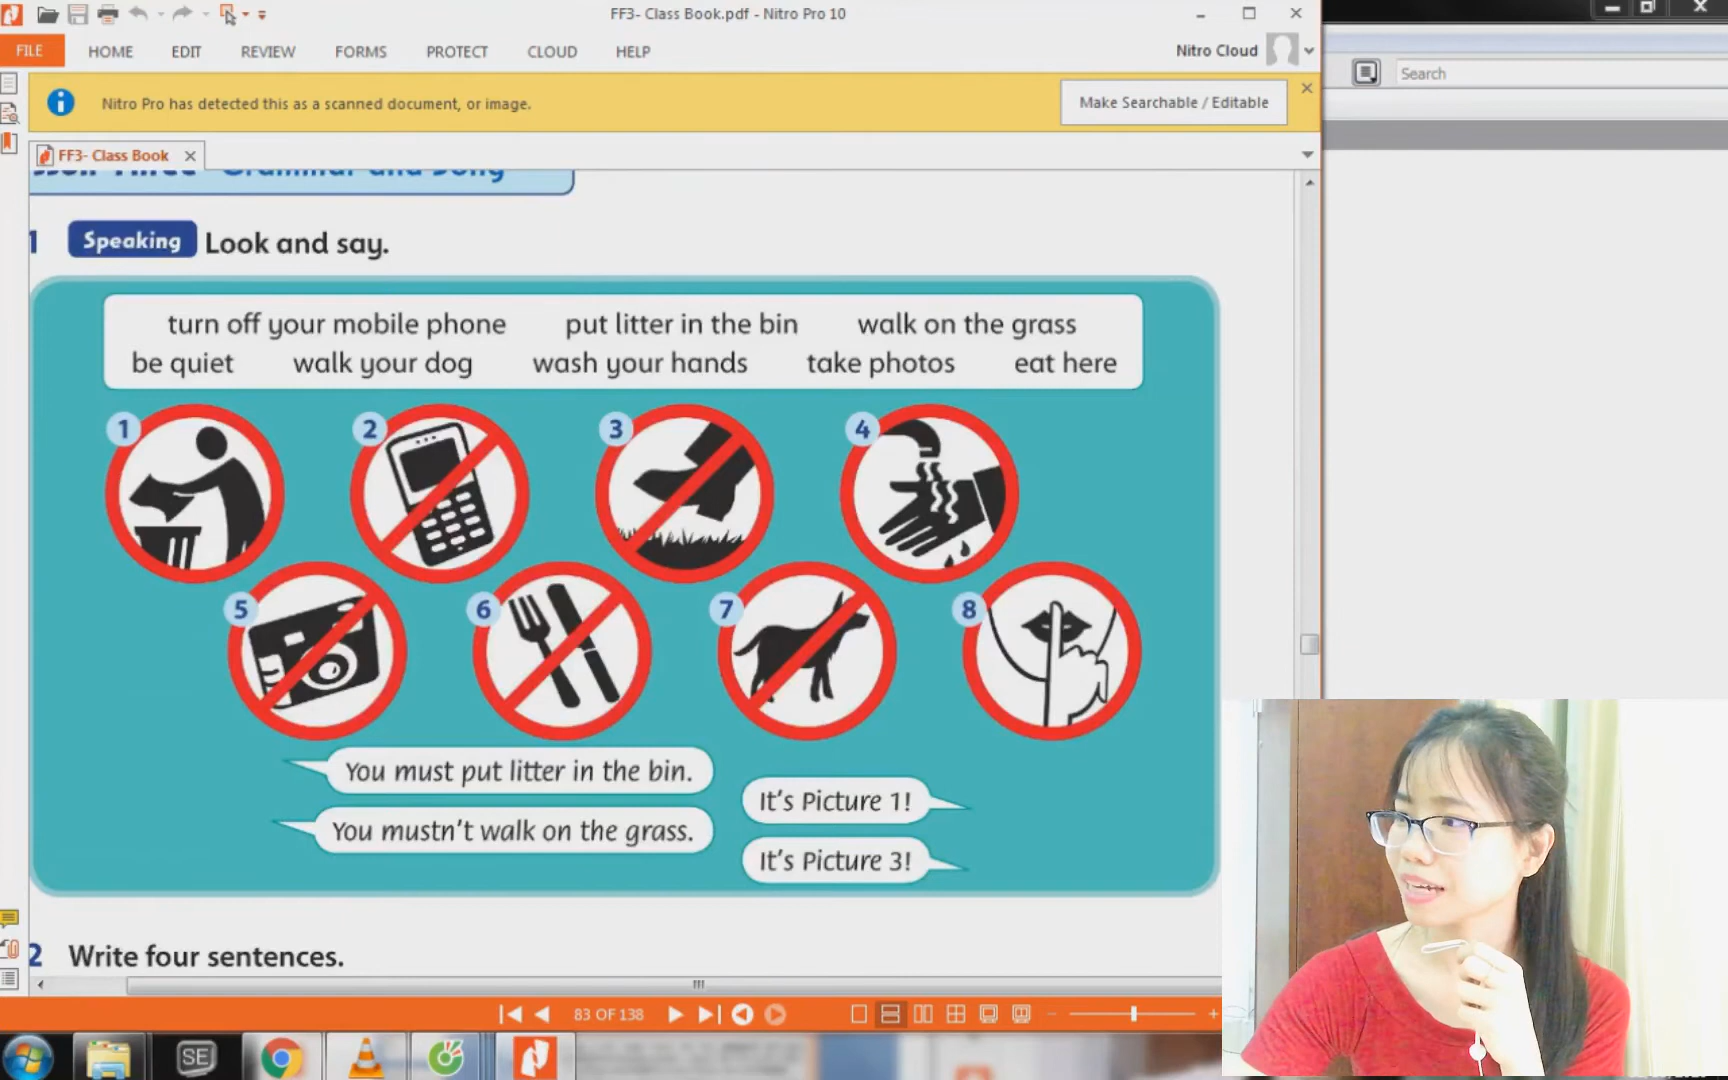 FF3- Class Book.pdf - Nitro Pro 10
FILE HOME EDIT REVIEW FORMS PROTECT CLOUD HELP
Nitro Cloud
Search
Nitro Pro has detected this as a scanned document, or image.
Make Searchable / Editable
FF3- Class Book
Grammar and Song
1 Speaking Look and say.
turn off your mobile phone put litter in the bin walk on the grass
be quiet walk your dog wash your hands take photos eat here
1 2 3 4
5 6 7 8
You must put litter in the bin.
It's Picture 1!
You mustn't walk on the grass.
It's Picture 3!
2 Write four sentences.
83 OF 138
SE